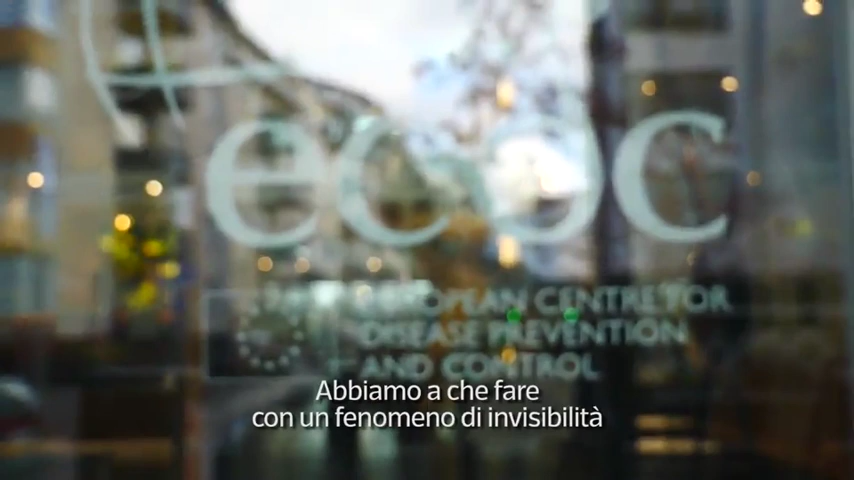 ecdc
EUROPEAN CENTRE FOR
DISEASE PREVENTION
AND CONTROL
Abbiamo a che fare
con un fenomeno di invisibilità